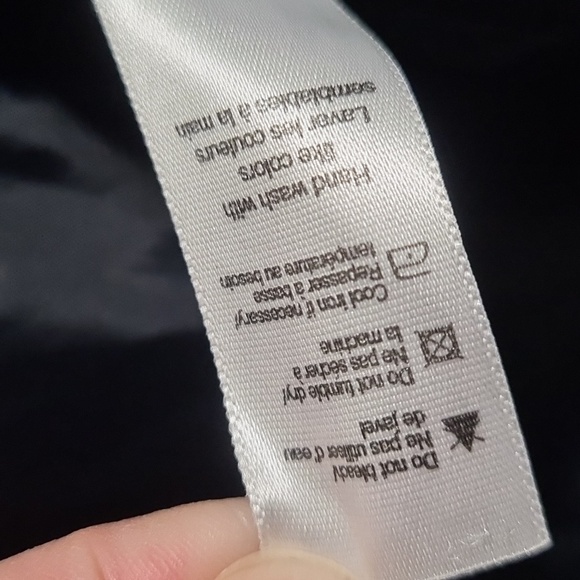 Do not bleach/
Ne pas utiliser d'eau
de javel
Do not tumble dry/
Ne pas sécher à
la machine
Cool iron if necessary/
Repasser à basse
température au besoin
Hand wash with
like colors
Laver les couleurs
semblables à la main